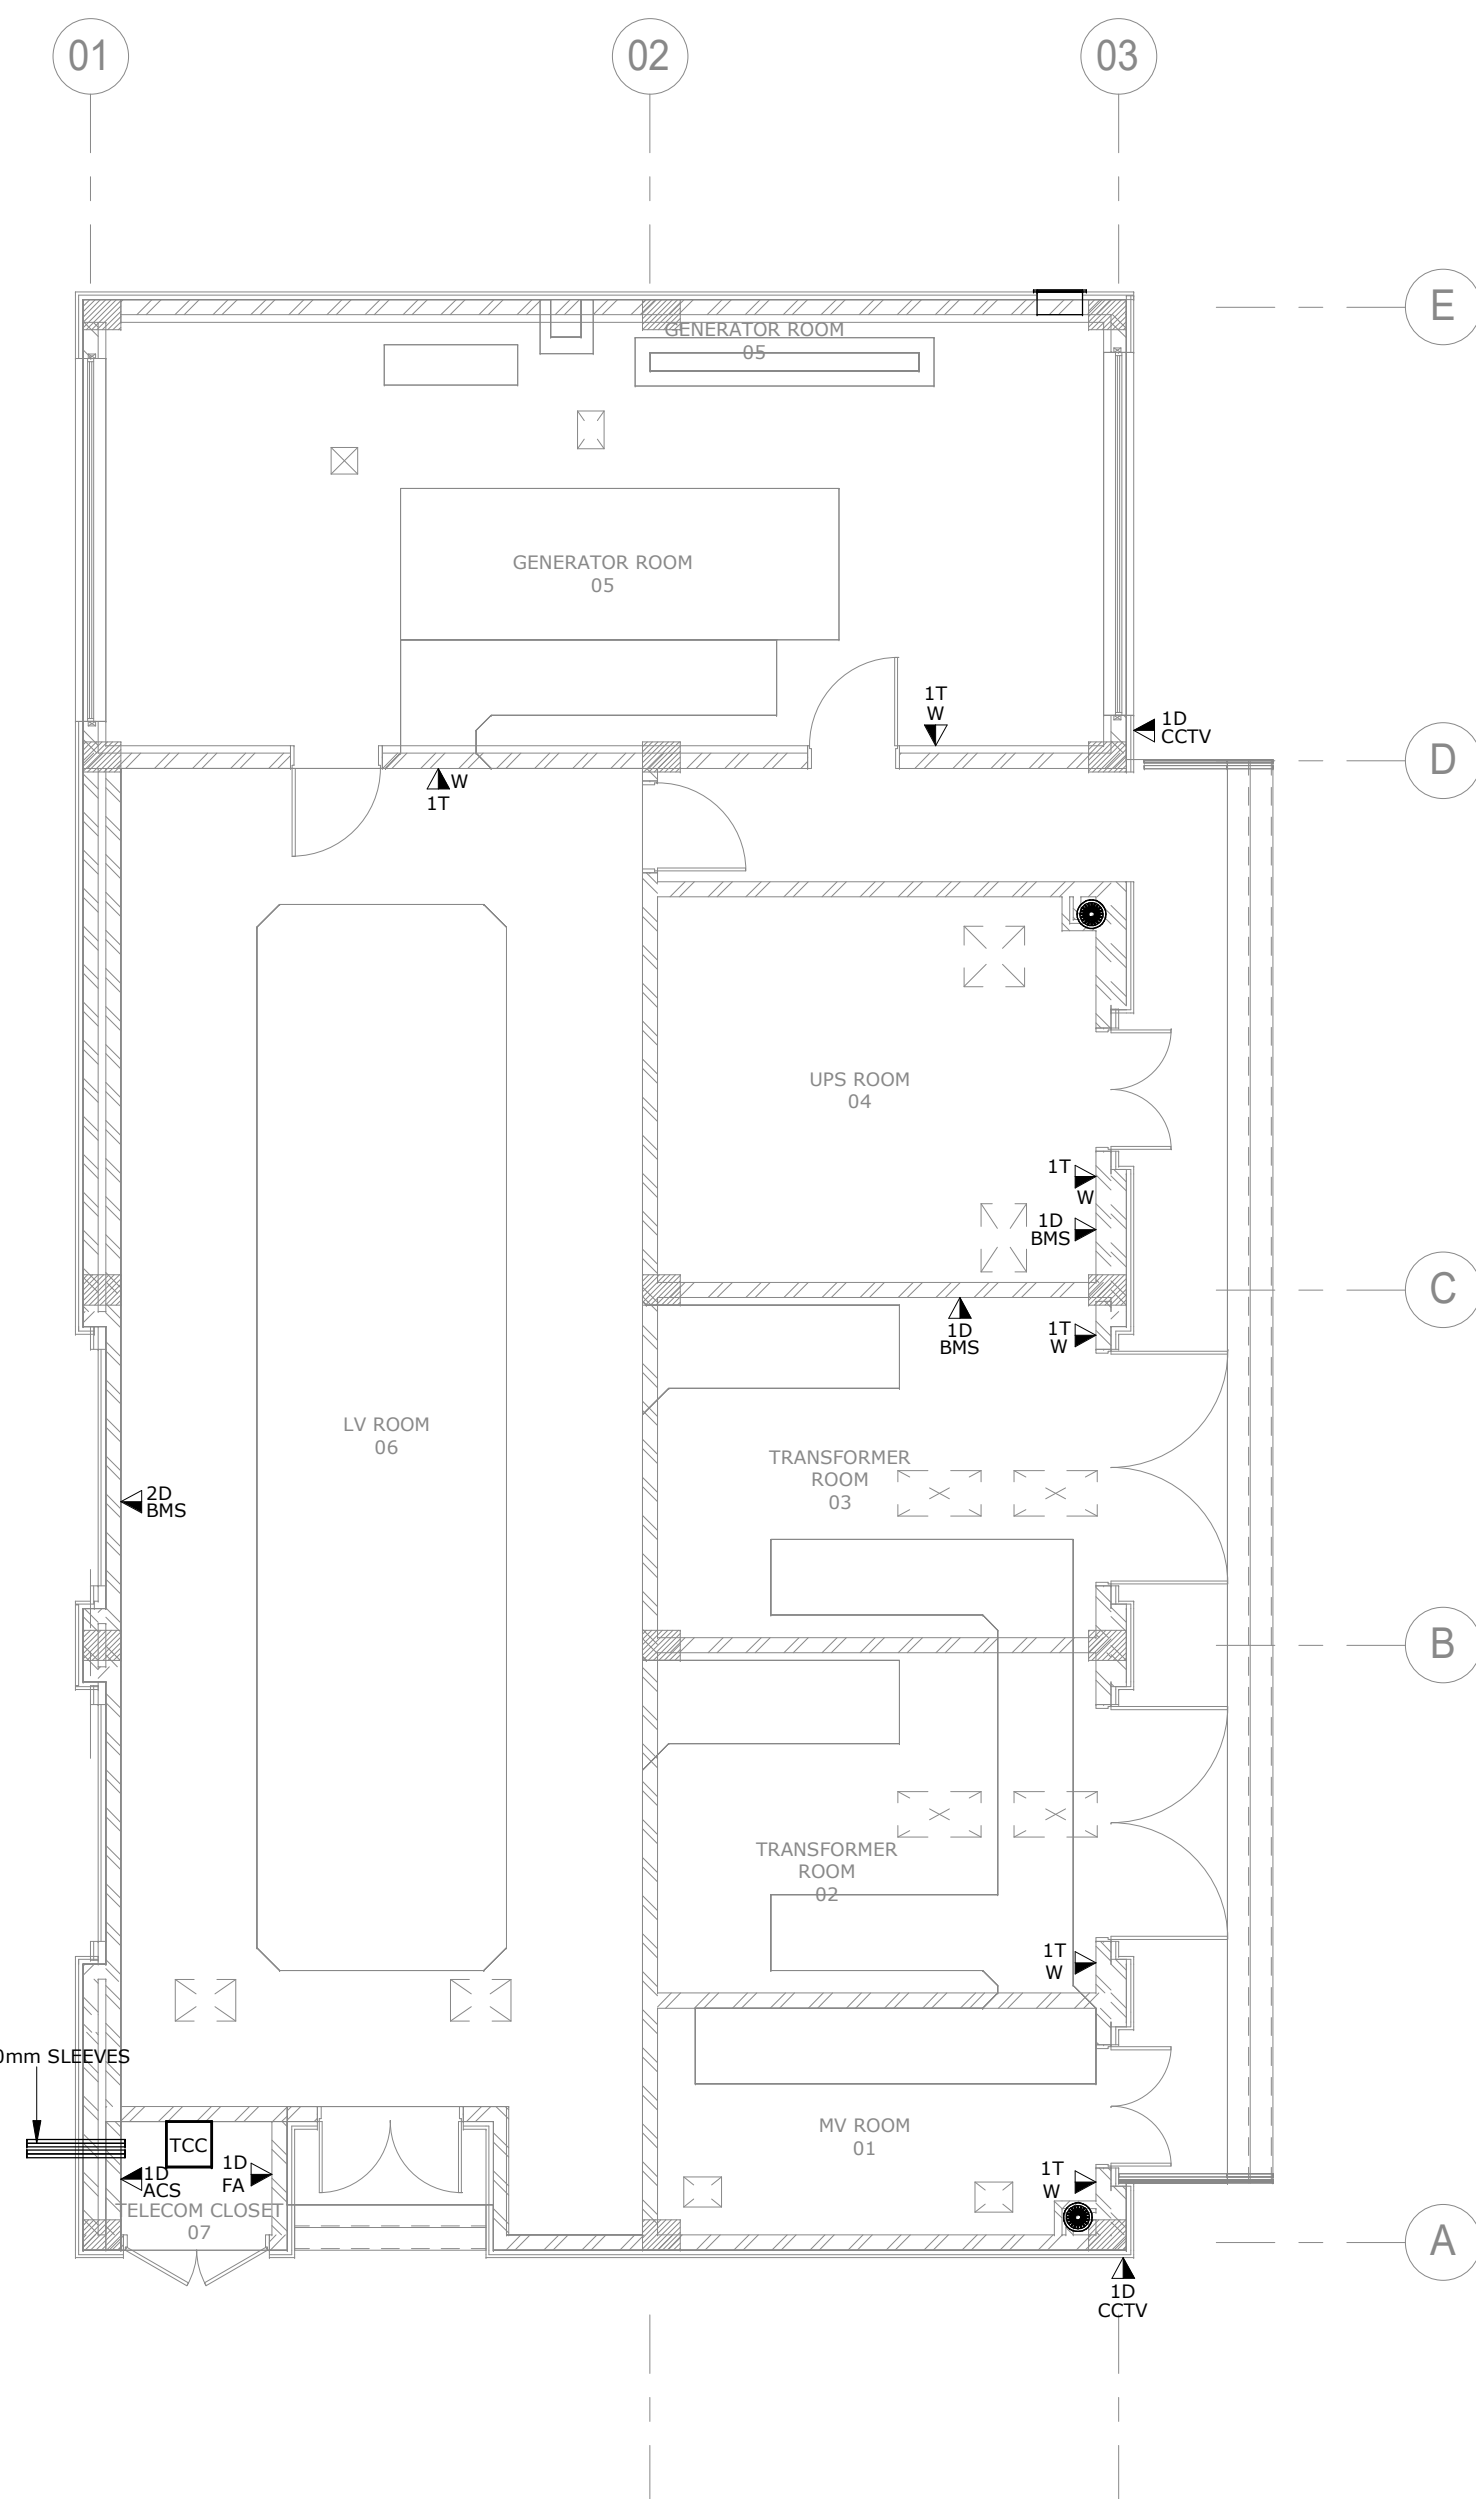 01
02
03
E
GENERATOR ROOM
05
GENERATOR ROOM
05
1T
W
1D
CCTV
D
W
1T
UPS ROOM
04
1T
W
1D
BMS
C
1D
BMS
1T
W
LV ROOM
06
TRANSFORMER
ROOM
03
2D
BMS
B
TRANSFORMER
ROOM
02
1T
W
0mm SLEEVES
MV ROOM
01
TCC
1D
ACS
1D
FA
1T
W
TELECOM CLOSET
07
A
1D
CCTV